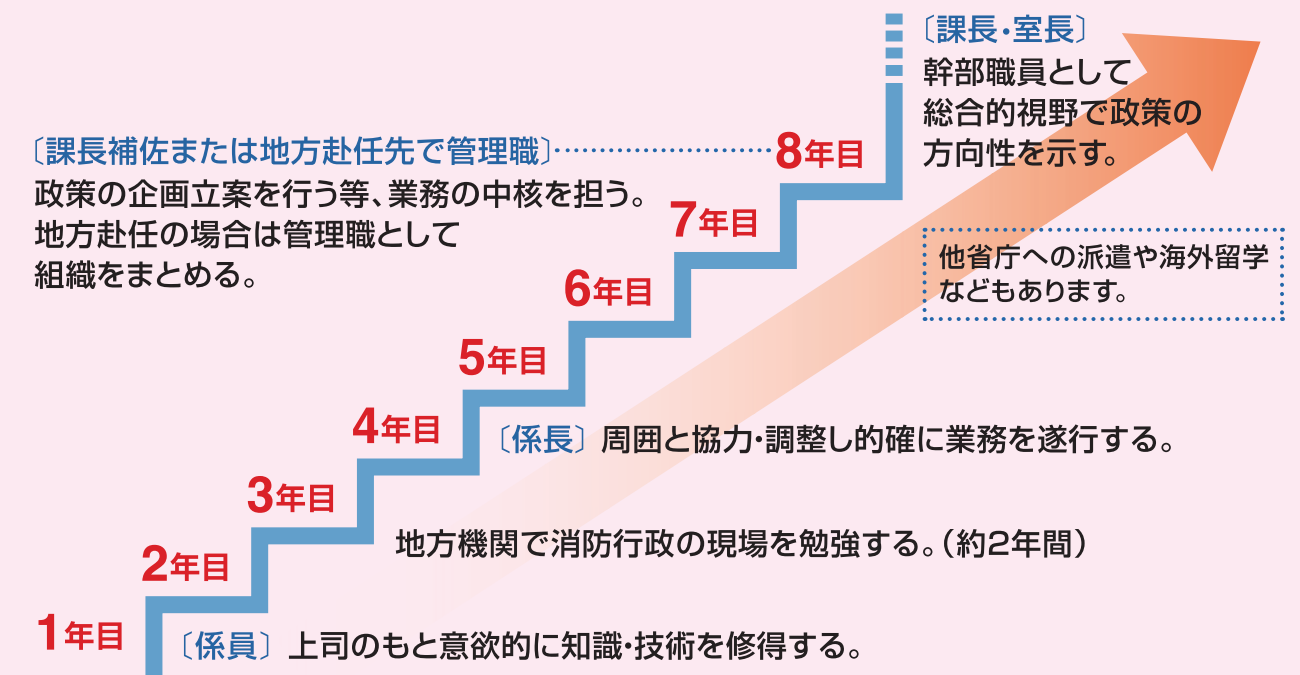 〔課長・室長〕
幹部職員として
総合的視野で政策の
方向性を示す。
〔課長補佐または地方赴任先で管理職〕
8年目
政策の企画立案を行う等、業務の中核を担う。
地方赴任の場合は管理職として
組織をまとめる。
7年目
他省庁への派遣や海外留学
などもあります。
6年目
5年目
4年目
〔係長〕周囲と協力・調整し的確に業務を遂行する。
3年目
地方機関で消防行政の現場を勉強する。（約2年間）
2年目
1年目
〔係員〕上司のもと意欲的に知識・技術を修得する。